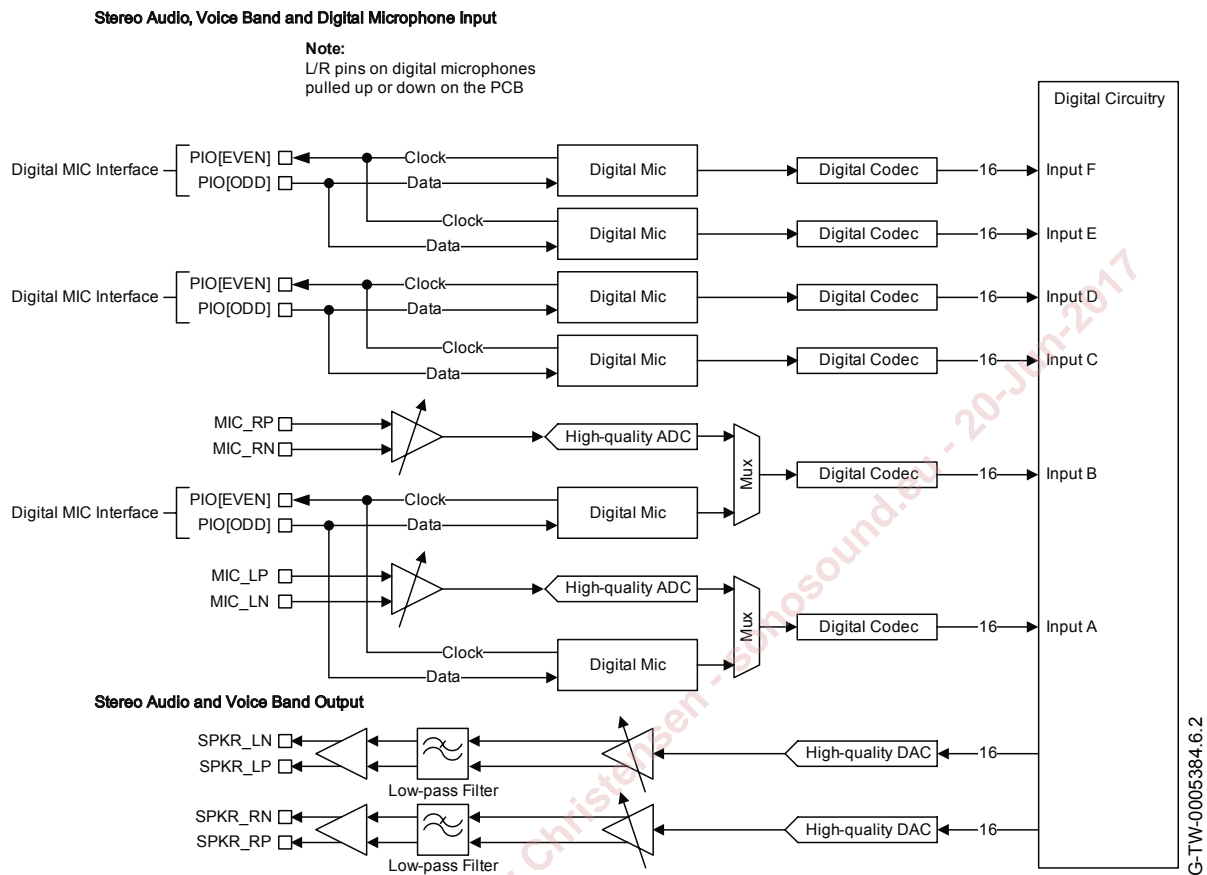 Stereo Audio, Voice Band and Digital Microphone Input
Note:
L/R pins on digital microphones
pulled up or down on the PCB
Digital Circuitry
Digital MIC Interface
PIO[EVEN]
PIO[ODD]
Clock
Data
Digital Mic
Digital Codec
16
Input F
Clock
Data
Digital Mic
Digital Codec
16
Input E
Digital MIC Interface
PIO[EVEN]
PIO[ODD]
Clock
Data
Digital Mic
Digital Codec
16
Input D
Clock
Data
Digital Mic
Digital Codec
16
Input C
MIC_RP
MIC_RN
High-quality ADC
Mux
Digital Codec
16
Input B
Digital MIC Interface
PIO[EVEN]
PIO[ODD]
Clock
Data
Digital Mic
MIC_LP
MIC_LN
High-quality ADC
Mux
Digital Codec
16
Input A
Clock
Data
Digital Mic
Stereo Audio and Voice Band Output
SPKR_LN
SPKR_LP
Low-pass Filter
High-quality DAC
16
SPKR_RN
SPKR_RP
Low-pass Filter
High-quality DAC
16
G-TW-0005384.6.2
Christensen - sonosound.eu - 20-Jun-2017